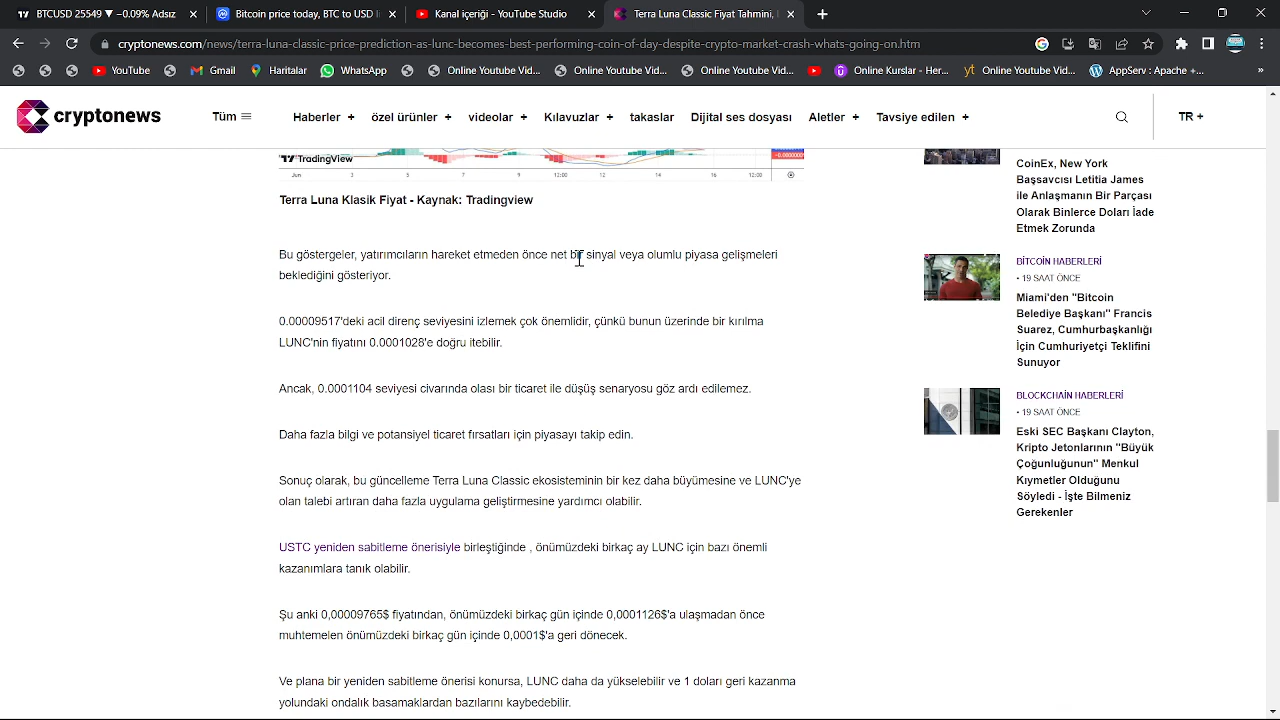 BTCUSD 25549 ▼ −0.09% Adsız
Bitcoin price today, BTC to USD li
Kanal içeriği - YouTube Studio
Terra Luna Classic Fiyat Tahmini,
cryptonews.com/news/terra-luna-classic-price-prediction-as-lunc-becomes-best-performing-coin-of-day-despite-crypto-market-crash-whats-going-on.htm
YouTube
Gmail
Haritalar
WhatsApp
Online Youtube Vid...
Online Youtube Vid...
Online Youtube Vid...
Online Kurslar - Her...
Online Youtube Vid...
AppServ : Apache +...
cryptonews
Tüm
Haberler +
özel ürünler +
videolar +
Kılavuzlar +
takaslar
Dijital ses dosyası
Aletler +
Tavsiye edilen +
TR +
TradingView
Jun 3 5 7 9 12:00 12 14 16 12:00
Terra Luna Klasik Fiyat - Kaynak: Tradingview
Bu göstergeler, yatırımcıların hareket etmeden önce net bir sinyal veya olumlu piyasa gelişmeleri
beklediğini gösteriyor.
0.00009517'deki acil direnç seviyesini izlemek çok önemlidir, çünkü bunun üzerinde bir kırılma
LUNC'nin fiyatını 0.0001028'e doğru itebilir.
Ancak, 0.0001104 seviyesi civarında olası bir ticaret ile düşüş senaryosu göz ardı edilemez.
Daha fazla bilgi ve potansiyel ticaret fırsatları için piyasayı takip edin.
Sonuç olarak, bu güncelleme Terra Luna Classic ekosisteminin bir kez daha büyümesine ve LUNC'ye
olan talebi artıran daha fazla uygulama geliştirmesine yardımcı olabilir.
USTC yeniden sabitleme önerisiyle birleştiğinde , önümüzdeki birkaç ay LUNC için bazı önemli
kazanımlara tanık olabilir.
Şu anki 0,00009765$ fiyatından, önümüzdeki birkaç gün içinde 0,0001126$'a ulaşmadan önce
muhtemelen önümüzdeki birkaç gün içinde 0,0001$'a geri dönecek.
Ve plana bir yeniden sabitleme önerisi konursa, LUNC daha da yükselebilir ve 1 doları geri kazanma
yolundaki ondalık basamaklardan bazılarını kaybedebilir.
CoinEx, New York
Başsavcısı Letitia James
ile Anlaşmanın Bir Parçası
Olarak Binlerce Doları İade
Etmek Zorunda
BİTCOİN HABERLERİ
• 19 SAAT ÖNCE
Miami'den "Bitcoin
Belediye Başkanı" Francis
Suarez, Cumhurbaşkanlığı
İçin Cumhuriyetçi Teklifini
Sunuyor
BLOCKCHAİN HABERLERİ
• 19 SAAT ÖNCE
Eski SEC Başkanı Clayton,
Kripto Jetonlarının "Büyük
Çoğunluğunun" Menkul
Kıymetler Olduğunu
Söyledi - İşte Bilmeniz
Gerekenler